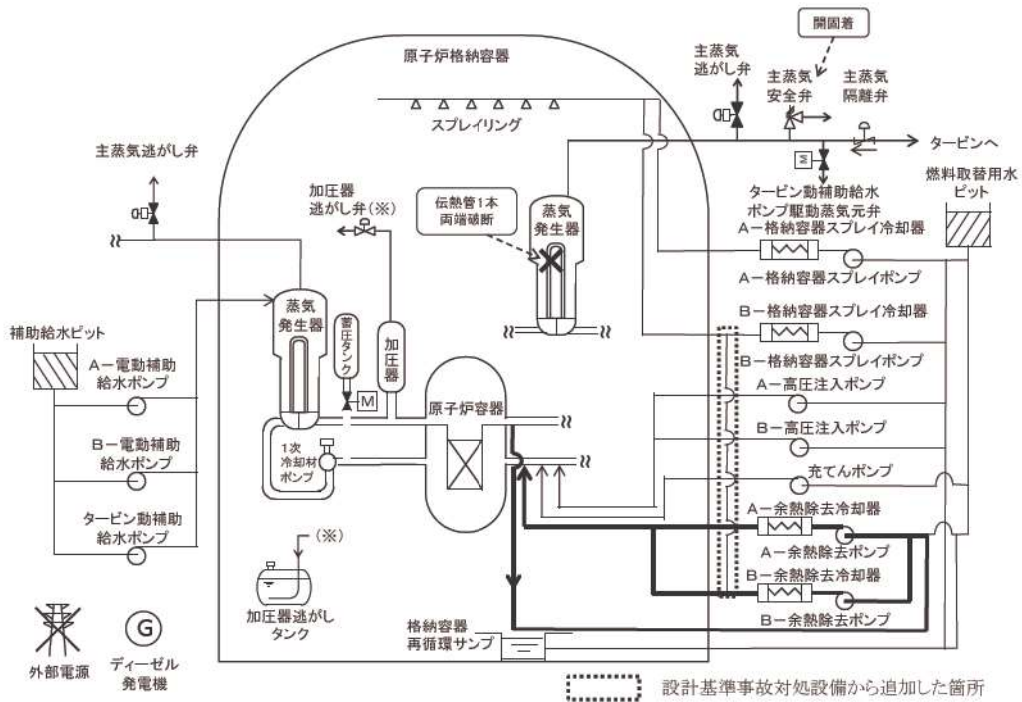 開固着
原子炉格納容器
主蒸気
逃がし弁
主蒸気
安全弁
主蒸気
隔離弁
スプレイリング
タービンへ
主蒸気逃がし弁
M
燃料取替用水
ピット
加圧器
逃がし弁(※)
伝熱管1本
両端破断
蒸気
発生器
タービン動補助給水
ポンプ駆動蒸気元弁
A-格納容器スプレイ冷却器
A-格納容器スプレイポンプ
蒸気
発生器
蓄圧タンク
加圧器
B-格納容器スプレイ冷却器
B-格納容器スプレイポンプ
補助給水ピット
A-電動補助
給水ポンプ
M
原子炉容器
A-高圧注入ポンプ
B-高圧注入ポンプ
B-電動補助
給水ポンプ
1次
冷却材
ポンプ
充てんポンプ
A-余熱除去冷却器
A-余熱除去ポンプ
タービン動補助
給水ポンプ
(※)
B-余熱除去冷却器
B-余熱除去ポンプ
加圧器逃がし
タンク
格納容器
再循環サンプ
外部電源
G
ディーゼル
発電機
設計基準事故対処設備から追加した箇所